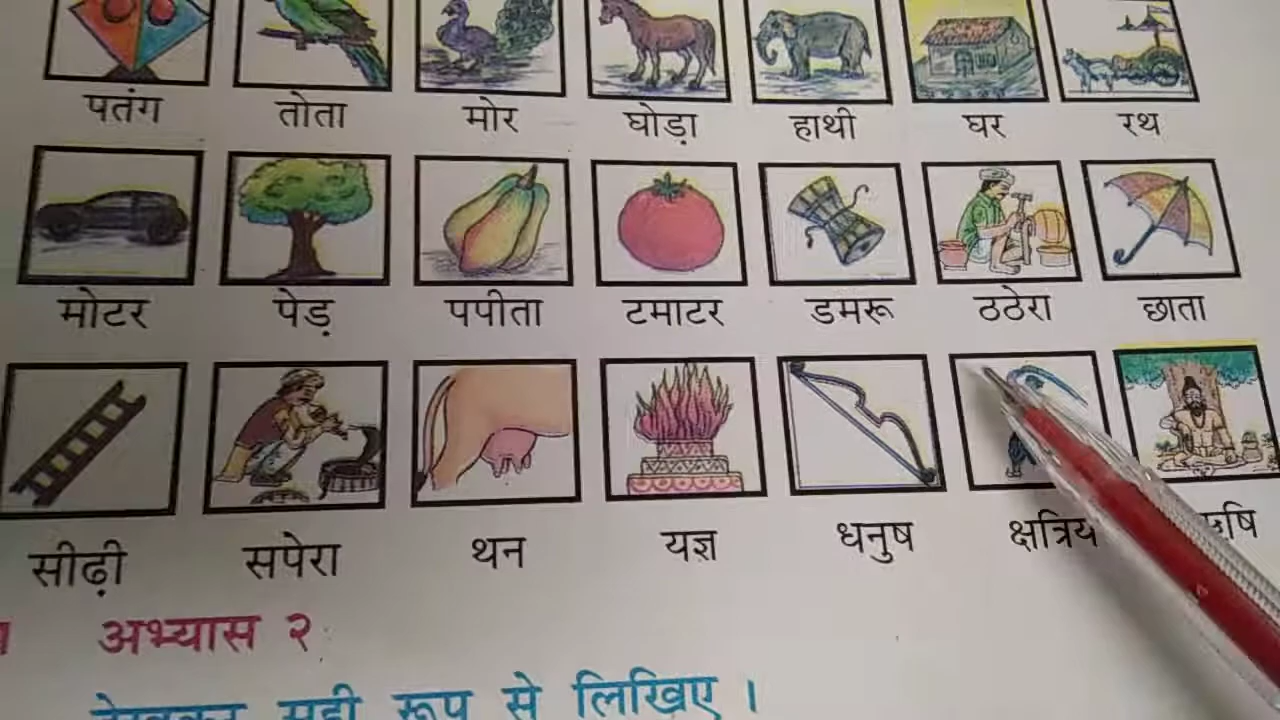 पतंग तोता मोर घोड़ा हाथी घर रथ
मोटर पेड़ पपीता टमाटर डमरू ठठेरा छाता
सीढ़ी सपेरा थन यज्ञ धनुष क्षत्रिय
अभ्यास २
सही रूप से लिखिए ।